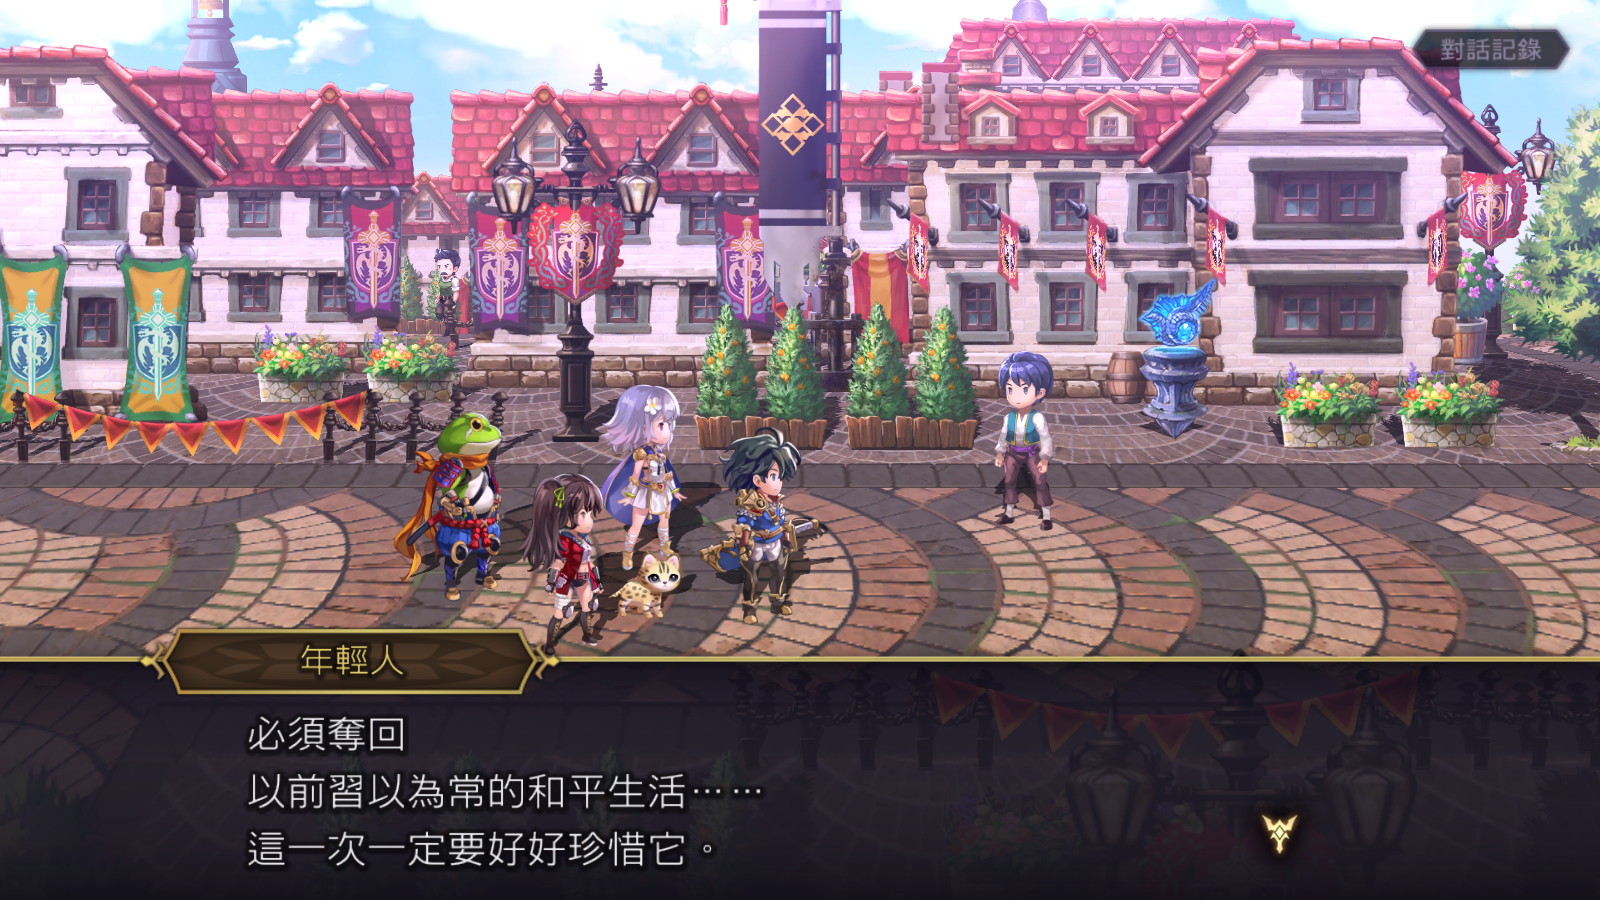 對話記錄
年輕人
必須奪回
以前習以為常的和平生活……
這一次一定要好好珍惜它。